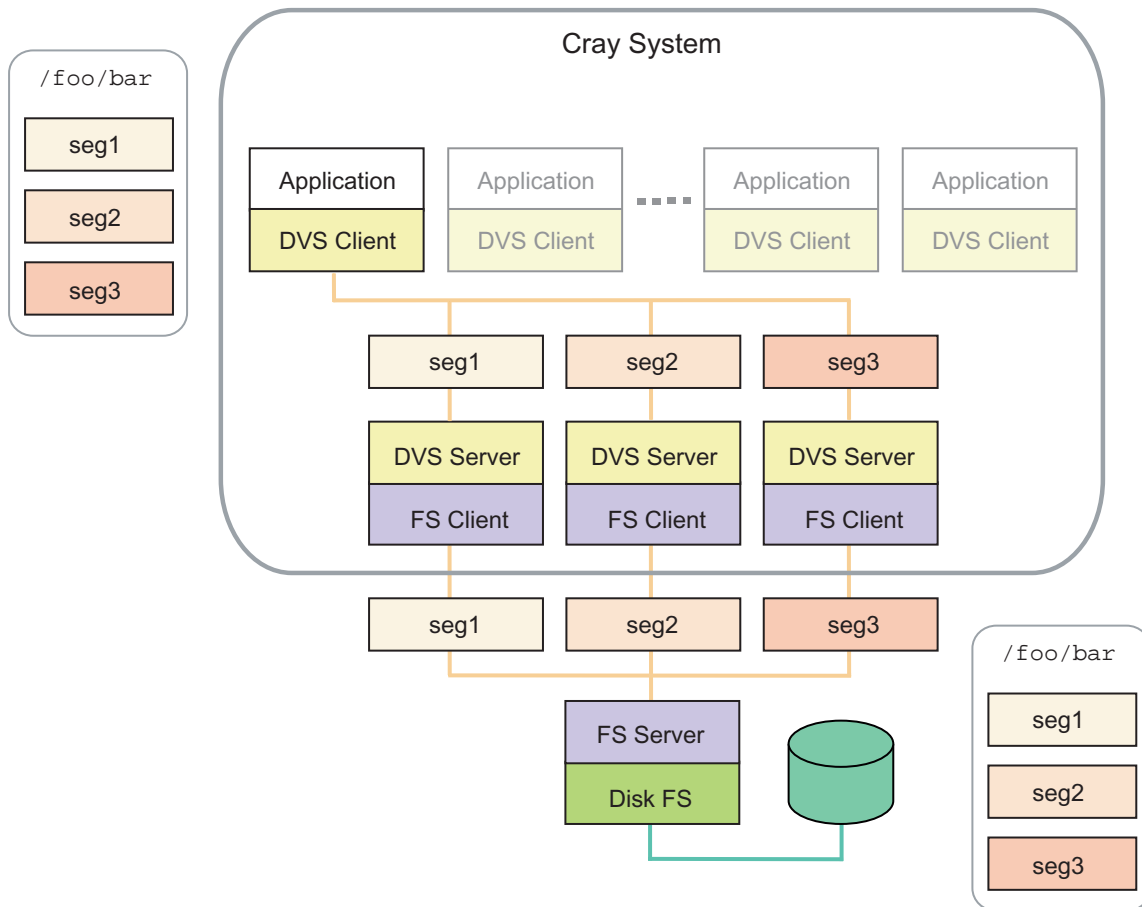 Cray System
/foo/bar
seg1
seg2
seg3
Application
Application
Application
Application
DVS Client
DVS Client
DVS Client
DVS Client
seg1
seg2
seg3
DVS Server
DVS Server
DVS Server
FS Client
FS Client
FS Client
seg1
seg2
seg3
FS Server
Disk FS
/foo/bar
seg1
seg2
seg3